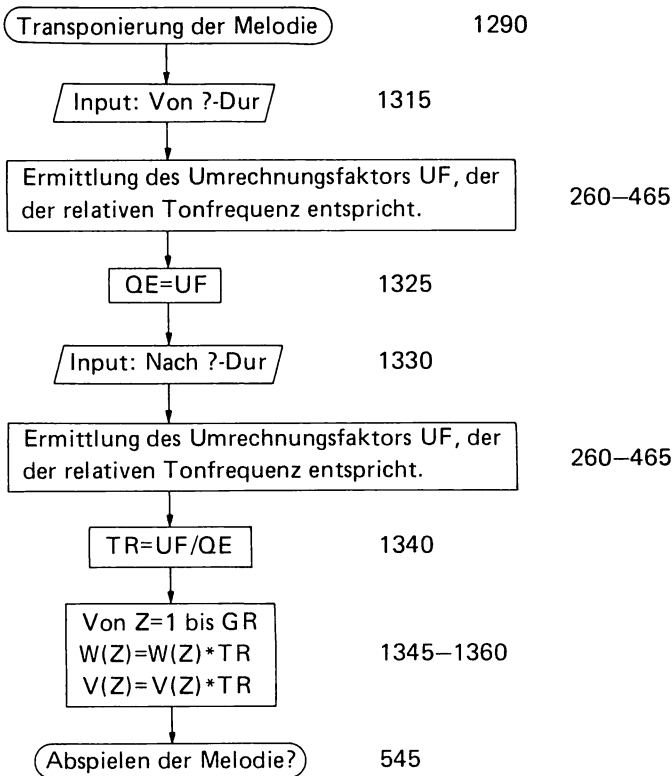 Transponierung der Melodie 1290
Input: Von ?-Dur 1315
Ermittlung des Umrechnungsfaktors UF, der
der relativen Tonfrequenz entspricht. 260–465
QE=UF 1325
Input: Nach ?-Dur 1330
Ermittlung des Umrechnungsfaktors UF, der
der relativen Tonfrequenz entspricht. 260–465
TR=UF/QE 1340
Von Z=1 bis GR
W(Z)=W(Z)*TR 1345–1360
V(Z)=V(Z)*TR
Abspielen der Melodie? 545